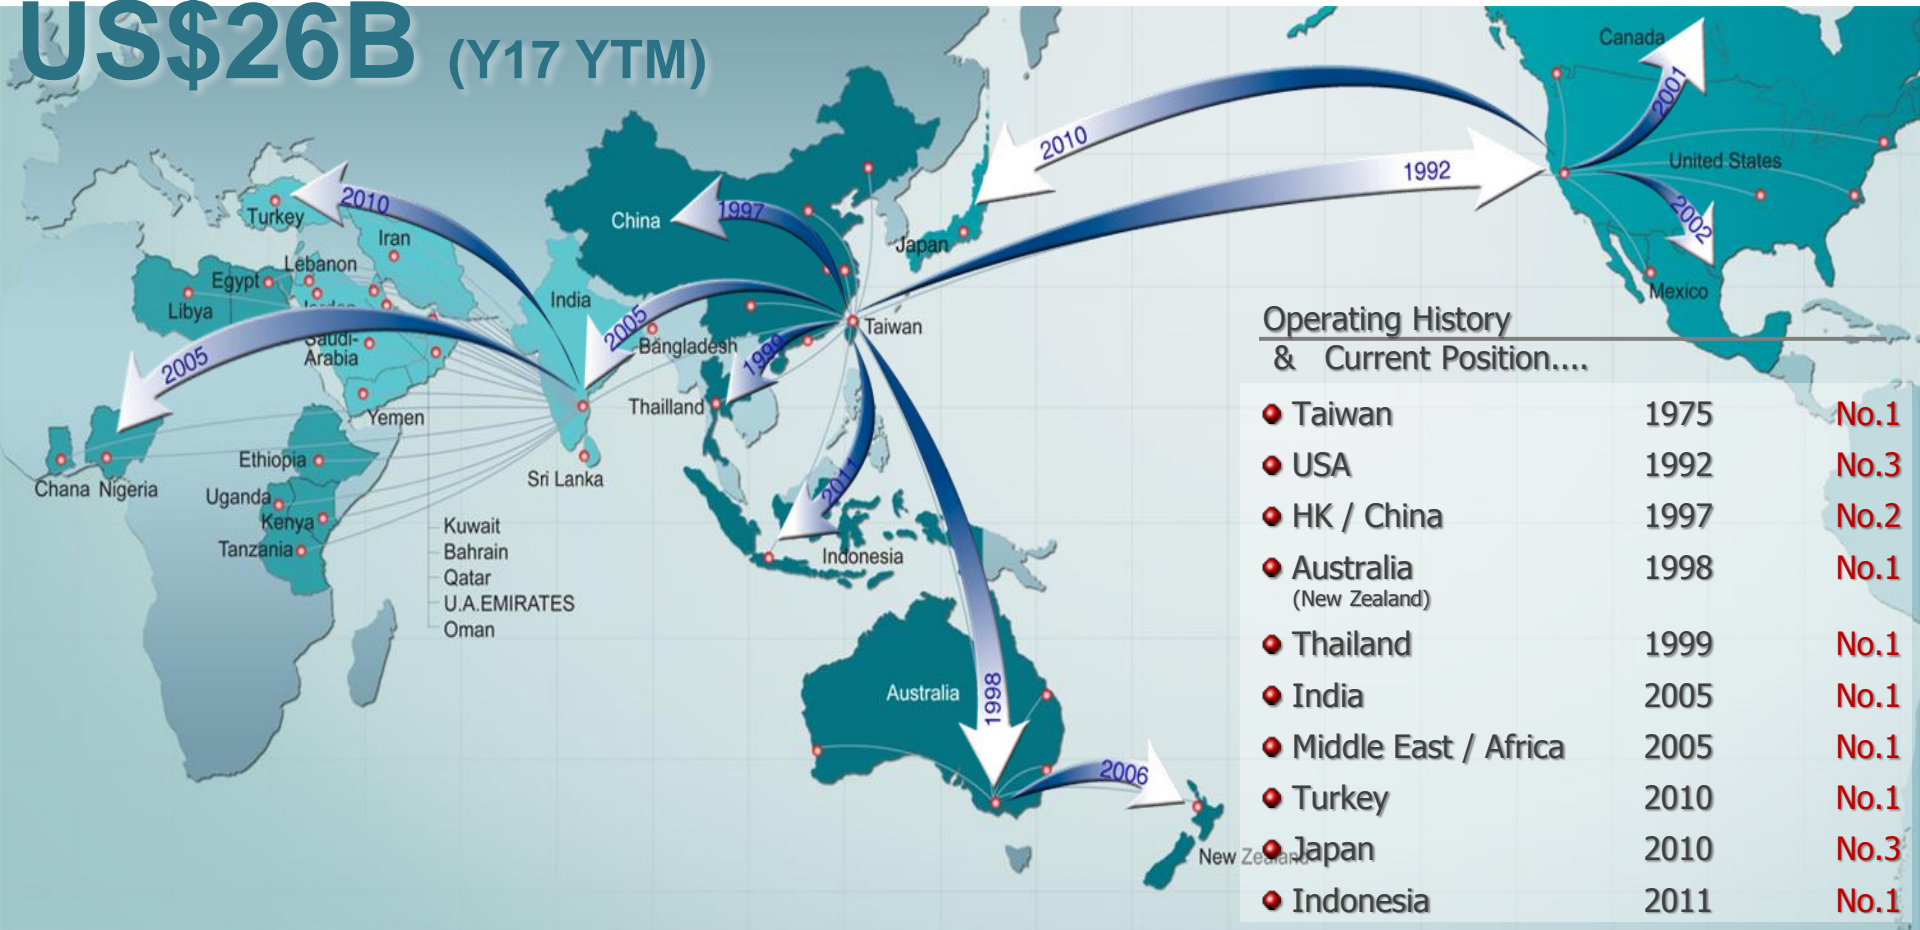 US$26B (Y17 YTM)
Canada
2001
2010
1992
United States
2002
Mexico
Turkey
2010
China
1997
Japan
Iran
Lebanon
Egypt
Jordan
Libya
India
2005
Taiwan
Bangladesh
1999
Saudi-
Arabia
2005
Yemen
Thailland
Ethiopia
Sri Lanka
Chana Nigeria
Uganda
Kenya
Tanzania
2011
Indonesia
Kuwait
Bahrain
Qatar
U.A.EMIRATES
Oman
Australia
1998
2006
New Zealand
Operating History
& Current Position....
Taiwan 1975 No.1
USA 1992 No.3
HK / China 1997 No.2
Australia 1998 No.1
(New Zealand)
Thailand 1999 No.1
India 2005 No.1
Middle East / Africa 2005 No.1
Turkey 2010 No.1
Japan 2010 No.3
Indonesia 2011 No.1